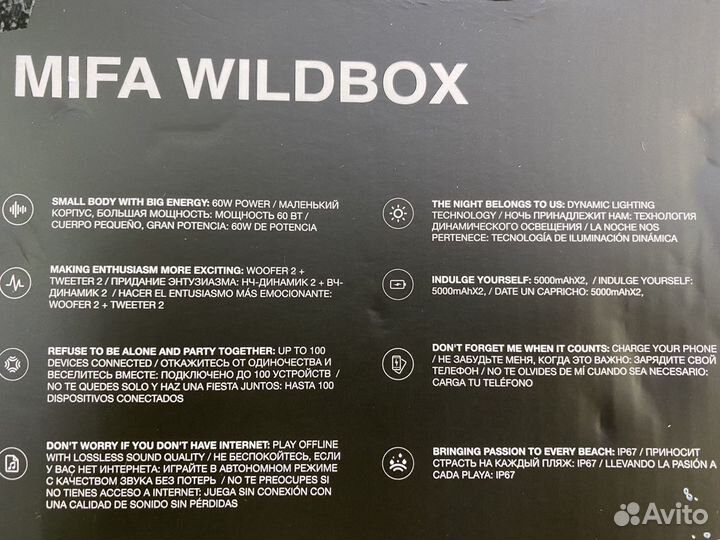 MIFA WILDBOX
SMALL BODY WITH BIG ENERGY: 60W POWER / МАЛЕНЬКИЙ
КОРПУС, БОЛЬШАЯ МОЩНОСТЬ: МОЩНОСТЬ 60 ВТ /
CUERPO PEQUEÑO, GRAN POTENCIA: 60W DE POTENCIA
MAKING ENTHUSIASM MORE EXCITING: WOOFER 2 +
TWEETER 2 / ПРИДАНИЕ ЭНТУЗИАЗМА: НЧ-ДИНАМИК 2 + ВЧ-
ДИНАМИК 2 / HACER EL ENTUSIASMO MÁS EMOCIONANTE:
WOOFER 2 + TWEETER 2
REFUSE TO BE ALONE AND PARTY TOGETHER: UP TO 100
DEVICES CONNECTED / ОТКАЖИТЕСЬ ОТ ОДИНОЧЕСТВА И
ВЕСЕЛИТЕСЬ ВМЕСТЕ: ПОДКЛЮЧЕНО ДО 100 УСТРОЙСТВ /
NO TE QUEDES SOLO Y HAZ UNA FIESTA JUNTOS: HASTA 100
DISPOSITIVOS CONECTADOS
DON'T WORRY IF YOU DON'T HAVE INTERNET: PLAY OFFLINE
WITH LOSSLESS SOUND QUALITY / НЕ БЕСПОКОЙТЕСЬ, ЕСЛИ
У ВАС НЕТ ИНТЕРНЕТА: ИГРАЙТЕ В АВТОНОМНОМ РЕЖИМЕ
С КАЧЕСТВОМ ЗВУКА БЕЗ ПОТЕРЬ / NO TE PREOCUPES SI
NO TIENES ACCESO A INTERNET: JUEGA SIN CONEXIÓN CON
UNA CALIDAD DE SONIDO SIN PÉRDIDAS
THE NIGHT BELONGS TO US: DYNAMIC LIGHTING
TECHNOLOGY / НОЧЬ ПРИНАДЛЕЖИТ НАМ: ТЕХНОЛОГИЯ
ДИНАМИЧЕСКОГО ОСВЕЩЕНИЯ / LA NOCHE NOS
PERTENECE: TECNOLOGÍA DE ILUMINACIÓN DINÁMICA
INDULGE YOURSELF: 5000mAhX2, / INDULGE YOURSELF:
5000mAhX2, / DATE UN CAPRICHO: 5000mAhX2,
DON'T FORGET ME WHEN IT COUNTS: CHARGE YOUR PHONE
/ НЕ ЗАБУДЬТЕ МЕНЯ, КОГДА ЭТО ВАЖНО: ЗАРЯДИТЕ СВОЙ
ТЕЛЕФОН / NO TE OLVIDES DE MÍ CUANDO SEA NECESARIO:
CARGA TU TELÉFONO
BRINGING PASSION TO EVERY BEACH: IP67 / ПРИНОСИТ
СТРАСТЬ НА КАЖДЫЙ ПЛЯЖ: IP67 / LLEVANDO LA PASIÓN A
CADA PLAYA: IP67
Avito